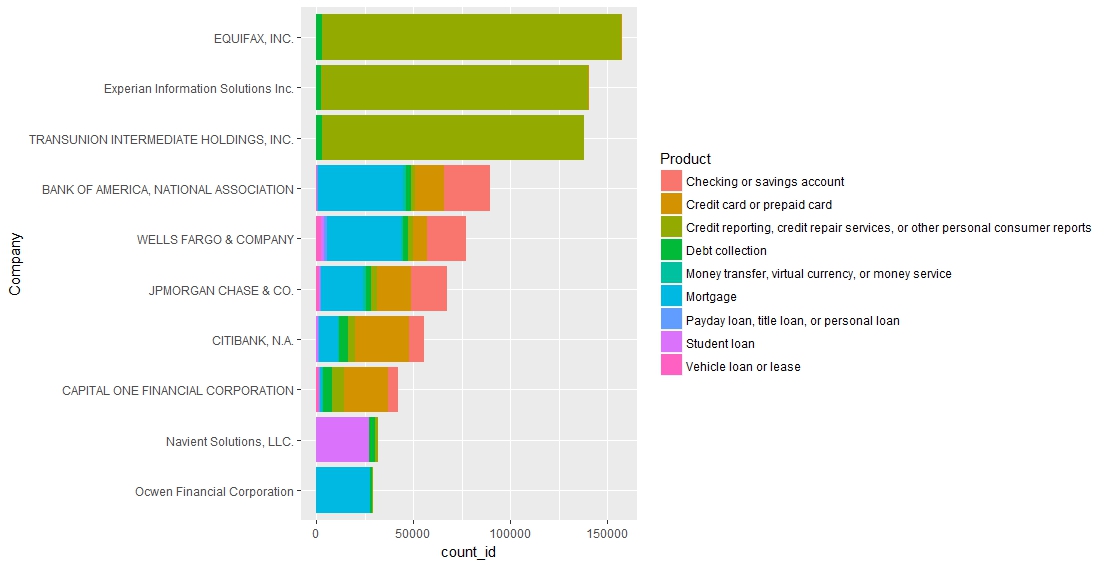 EQUIFAX, INC.
Experian Information Solutions Inc.
TRANSUNION INTERMEDIATE HOLDINGS, INC.
BANK OF AMERICA, NATIONAL ASSOCIATION
WELLS FARGO & COMPANY
JPMORGAN CHASE & CO.
CITIBANK, N.A.
CAPITAL ONE FINANCIAL CORPORATION
Navient Solutions, LLC.
Ocwen Financial Corporation
Company
0 50000 100000 150000
count_id
Product
Checking or savings account
Credit card or prepaid card
Credit reporting, credit repair services, or other personal consumer reports
Debt collection
Money transfer, virtual currency, or money service
Mortgage
Payday loan, title loan, or personal loan
Student loan
Vehicle loan or lease